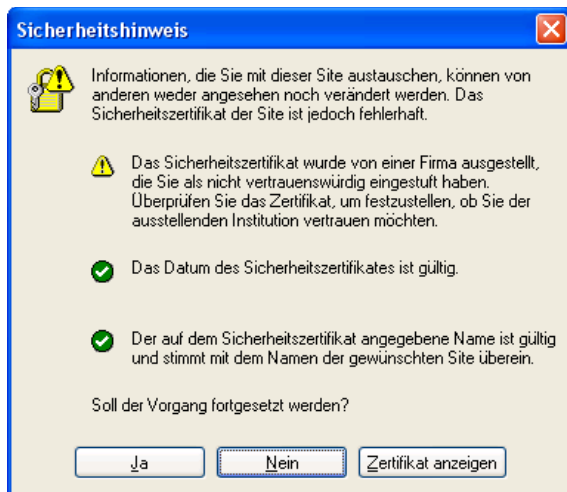 Sicherheitshinweis
Informationen, die Sie mit dieser Site austauschen, können von
anderen weder angesehen noch verändert werden. Das
Sicherheitszertifikat der Site ist jedoch fehlerhaft.
Das Sicherheitszertifikat wurde von einer Firma ausgestellt,
die Sie als nicht vertrauenswürdig eingestuft haben.
Überprüfen Sie das Zertifikat, um festzustellen, ob Sie der
ausstellenden Institution vertrauen möchten.
Das Datum des Sicherheitszertifikates ist gültig.
Der auf dem Sicherheitszertifikat angegebene Name ist gültig
und stimmt mit dem Namen der gewünschten Site überein.
Soll der Vorgang fortgesetzt werden?
Ja Nein Zertifikat anzeigen